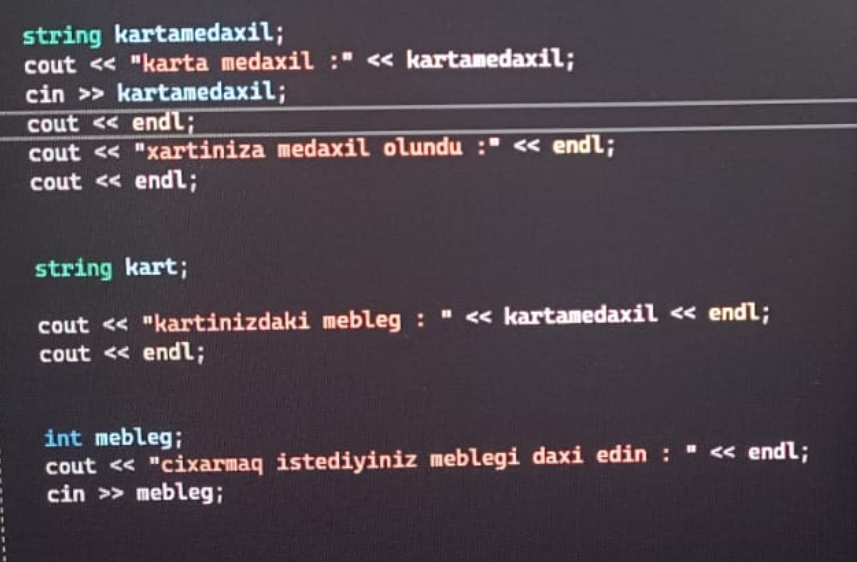 string kartamedaxil;
cout << "karta medaxil :" << kartamedaxil;
cin >> kartamedaxil;
cout << endl;
cout << "xartiniza medaxil olundu :" << endl;
cout << endl;
string kart;
cout << "kartinizdaki mebleg : " << kartamedaxil << endl;
cout << endl;
int mebleg;
cout << "cixarmaq istediyiniz meblegi daxi edin : " << endl;
cin >> mebleg;